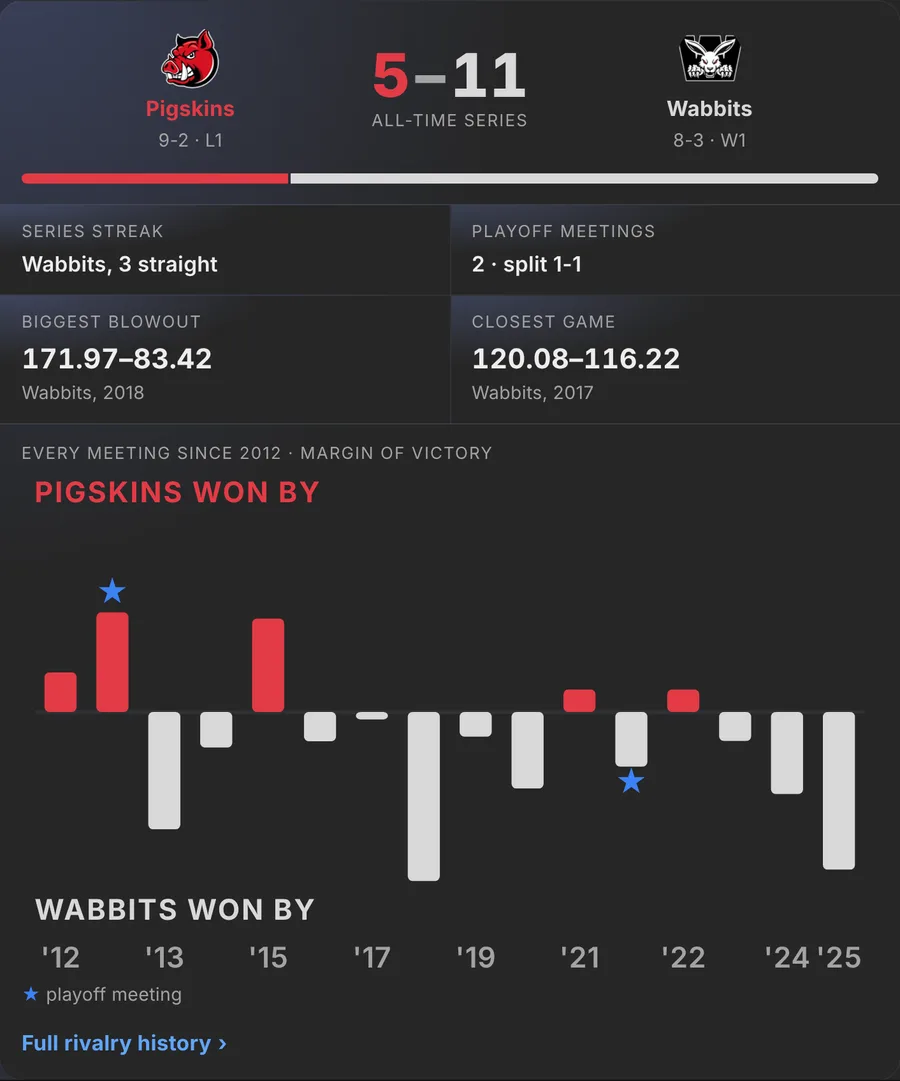 5–11
Pigskins
Wabbits
ALL-TIME SERIES
9-2 · L1
8-3 · W1
SERIES STREAK
Wabbits, 3 straight
PLAYOFF MEETINGS
2 · split 1-1
BIGGEST BLOWOUT
171.97–83.42
Wabbits, 2018
CLOSEST GAME
120.08–116.22
Wabbits, 2017
EVERY MEETING SINCE 2012 · MARGIN OF VICTORY
PIGSKINS WON BY
WABBITS WON BY
'12 '13 '15 '17 '19 '21 '22 '24 '25
★ playoff meeting
Full rivalry history ›